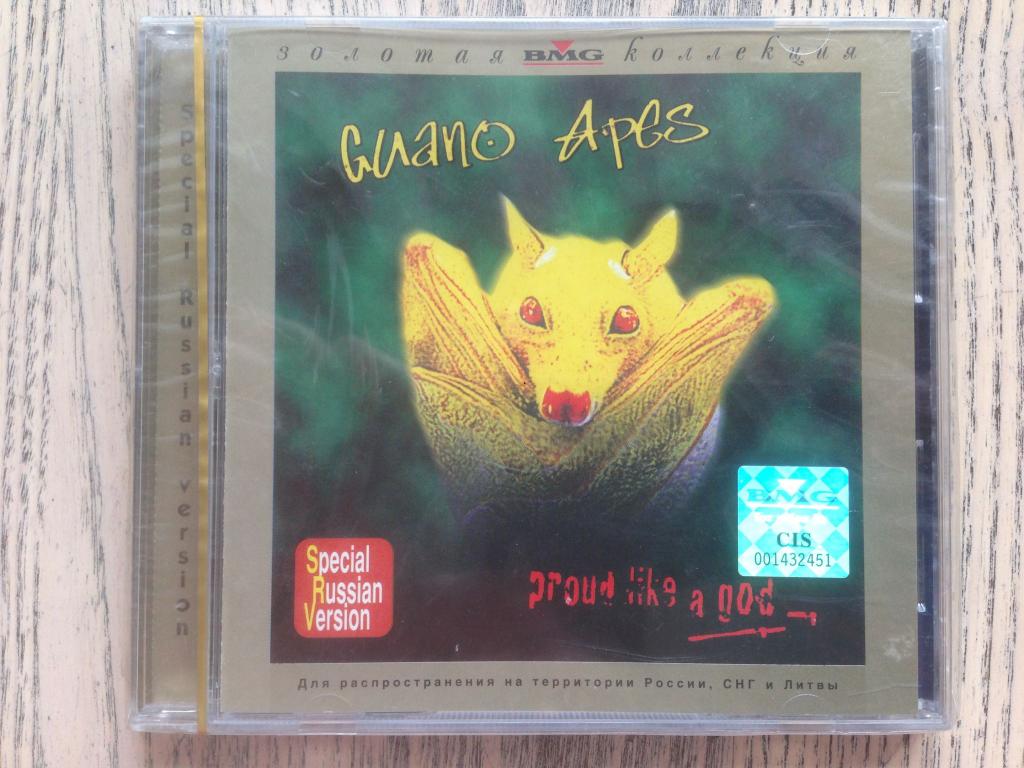 золотая BMG коллекция
Guano Apes
Special Russian version
BMG
CIS
001432451
Special
Russian
Version
proud like a god
Для распространения на территории России, СНГ и Литвы